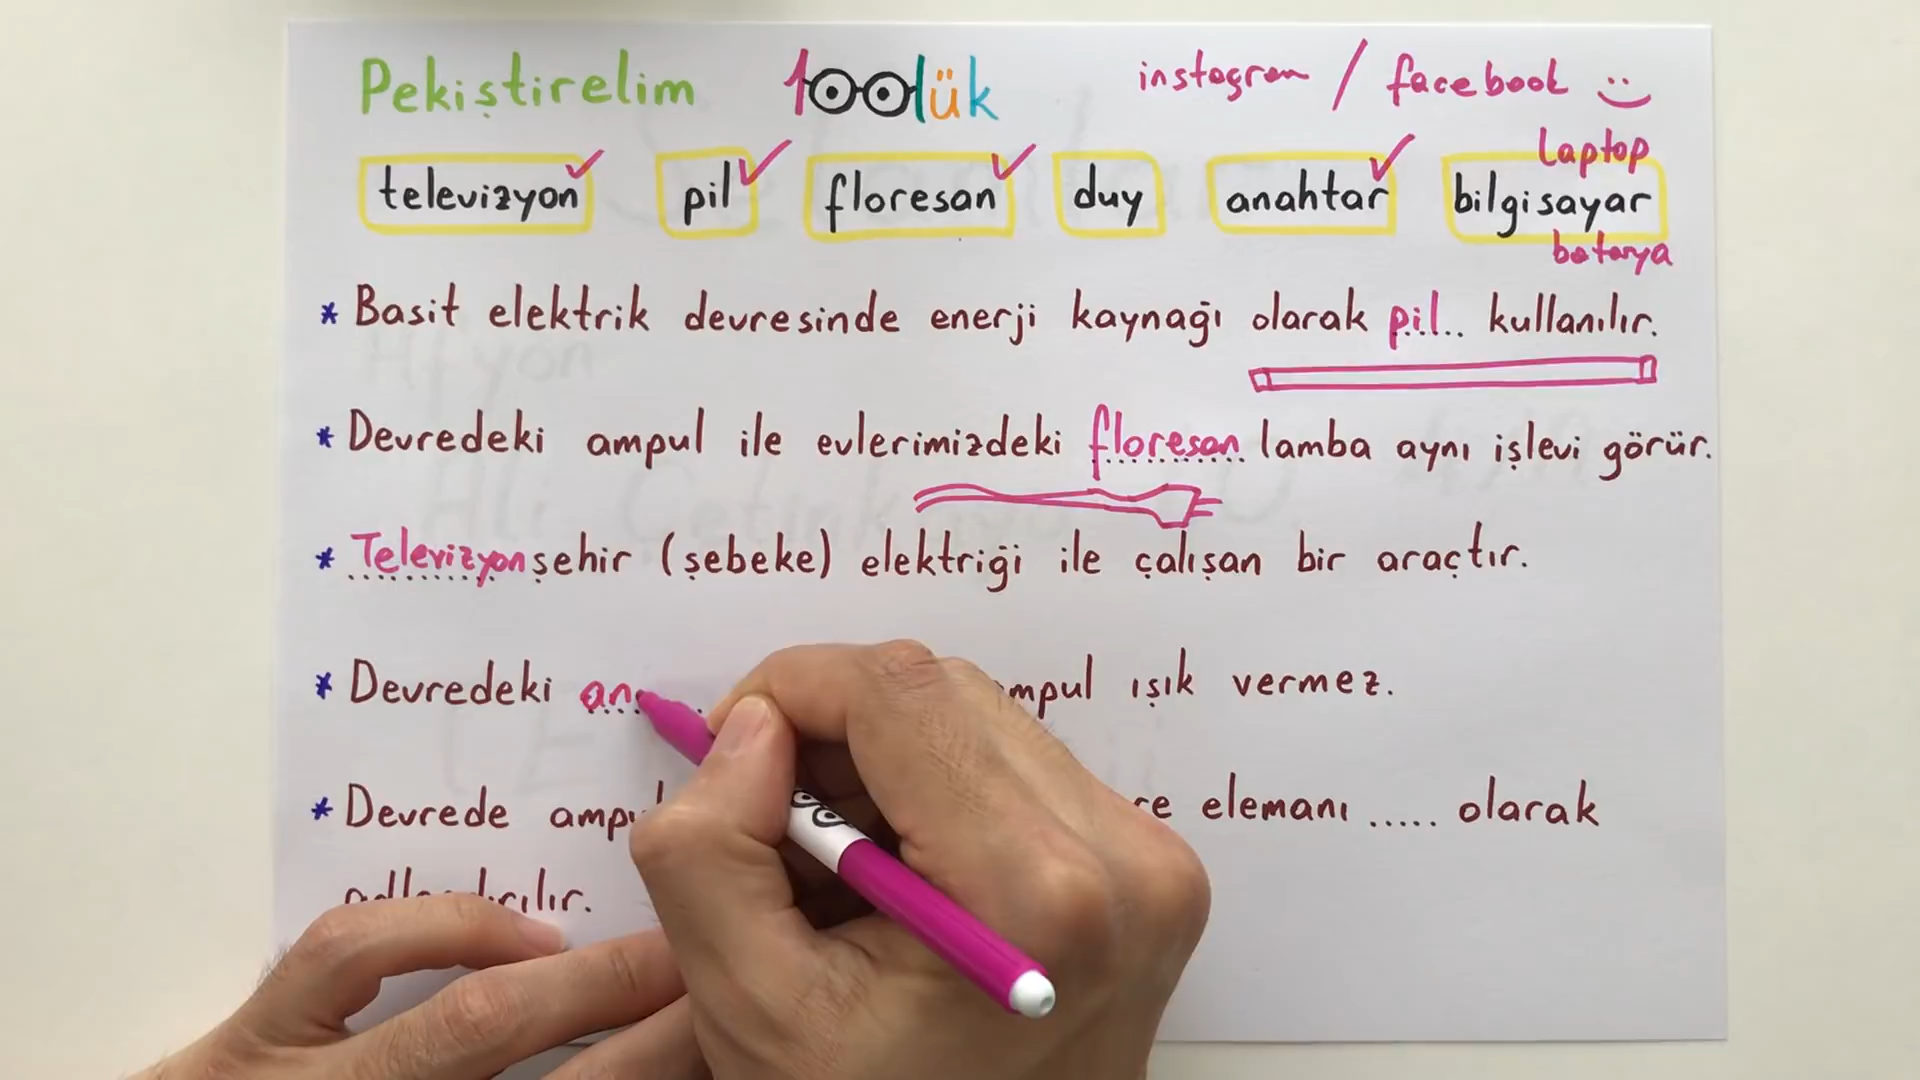 Pekiştirelim 100lük instagram / facebook
laptop
televizyon pil floresan duy anahtar bilgisayar
batarya
* Basit elektrik devresinde enerji kaynağı olarak pil.. kullanılır.
* Devredeki ampul ile evlerimizdeki floresan lamba aynı işlevi görür.
* Televizyon şehir (şebeke) elektriği ile çalışan bir araçtır.
* Devredeki an ışık vermez.
* Devrede elemanı ..... olarak